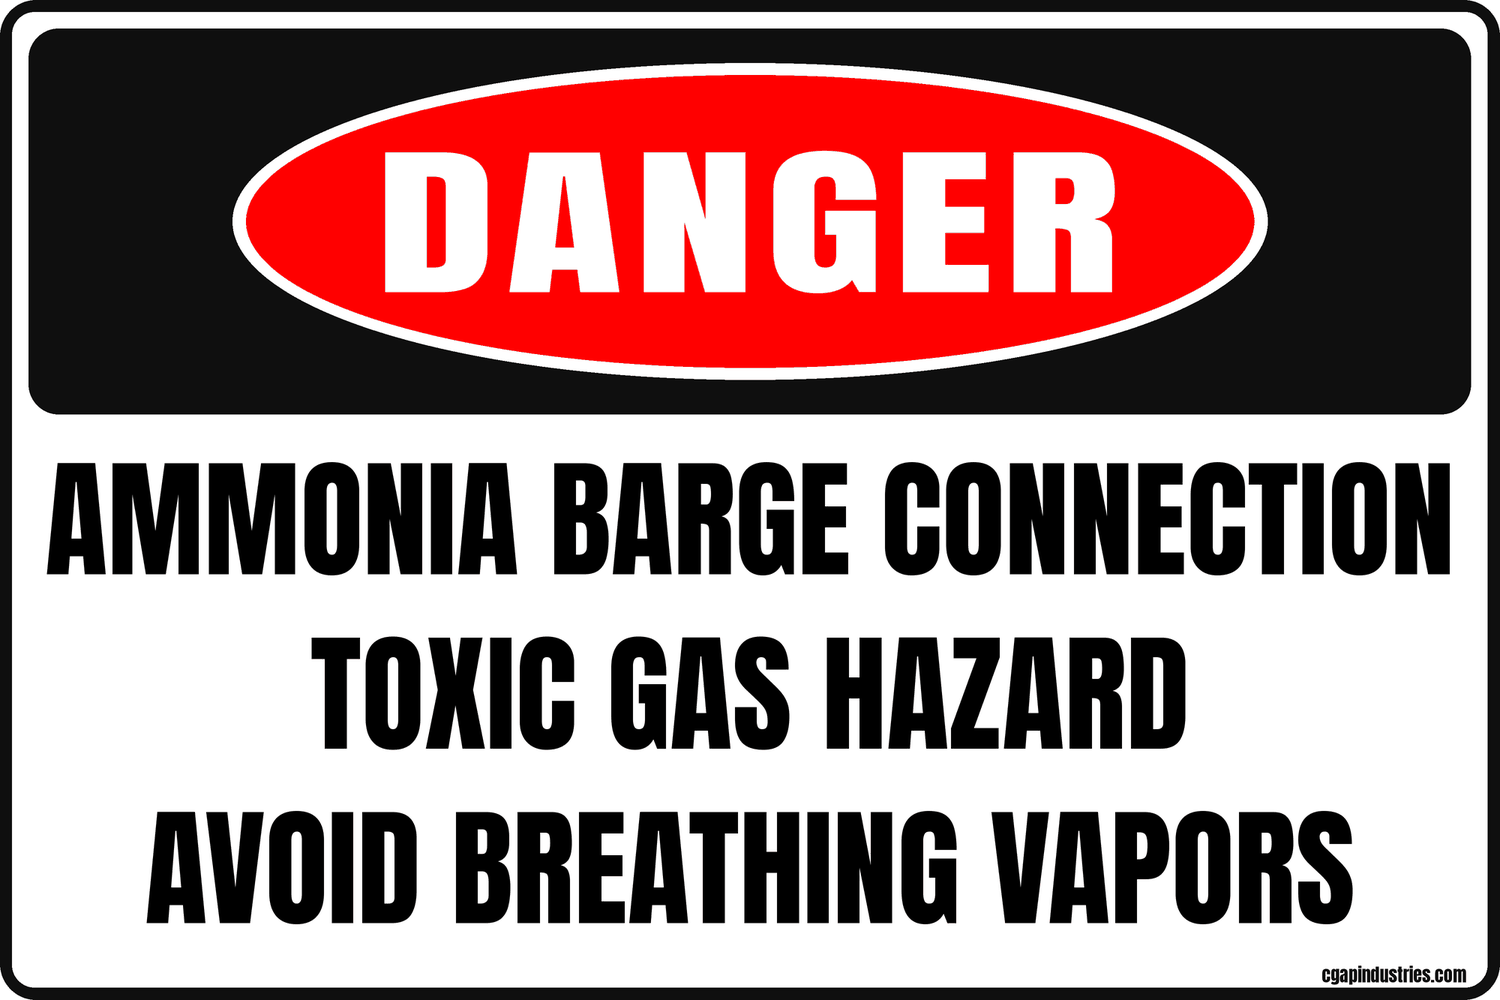 DANGER
AMMONIA BARGE CONNECTION
TOXIC GAS HAZARD
AVOID BREATHING VAPORS
cgapindustries.com